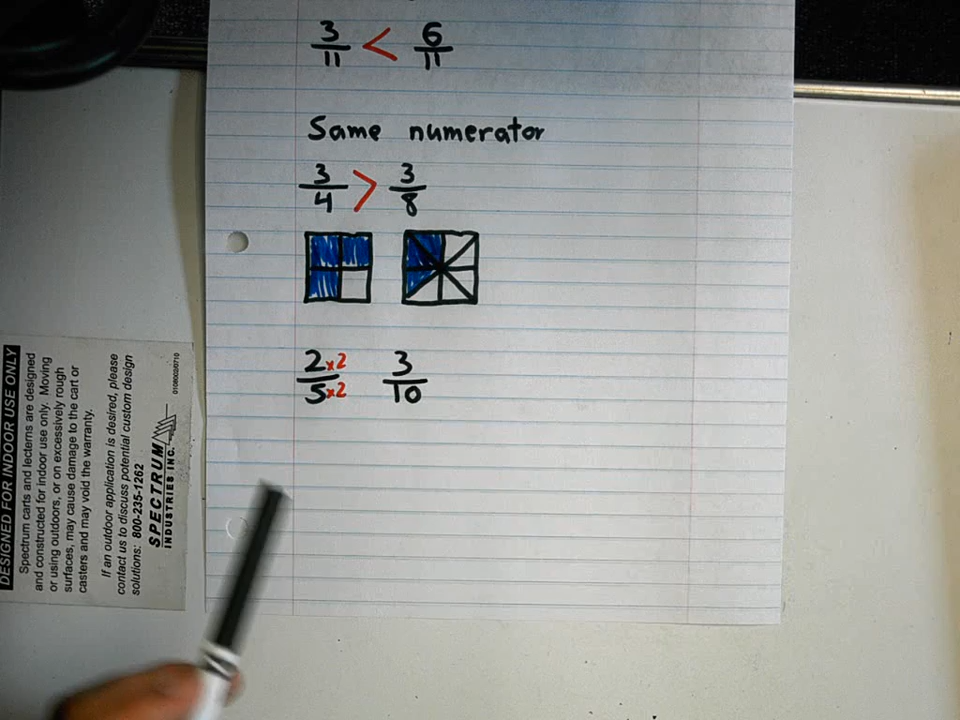 3/11 < 6/11
Same numerator
3/4 > 3/8
2×2/5×2 3/10
DESIGNED FOR INDOOR USE ONLY
Spectrum carts and lecterns are designed
and constructed for indoor use only. Moving
or using outdoors, or on excessively rough
surfaces, may cause damage to the cart or
casters and may void the warranty.
If an outdoor application is desired, please
contact us to discuss potential custom design
solutions: 800-235-1262
SPECTRUM
INDUSTRIES INC.